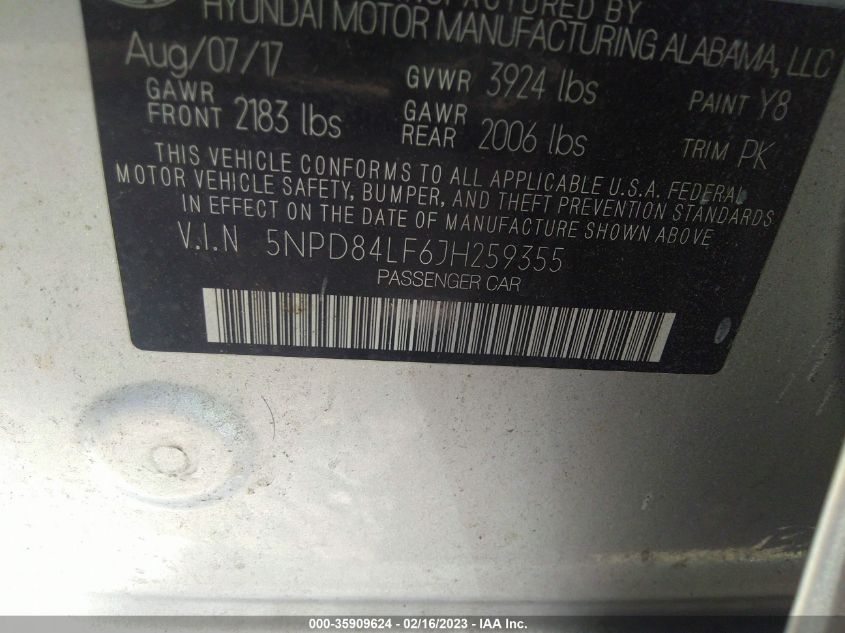 MANUFACTURED BY
HYUNDAI MOTOR MANUFACTURING ALABAMA, LLC
Aug/07/17 GVWR 3924 lbs PAINT Y8
GAWR FRONT 2183 lbs GAWR REAR 2006 lbs TRIM PK
THIS VEHICLE CONFORMS TO ALL APPLICABLE U.S.A. FEDERAL
MOTOR VEHICLE SAFETY, BUMPER, AND THEFT PREVENTION STANDARDS
IN EFFECT ON THE DATE OF MANUFACTURE SHOWN ABOVE
V.I.N 5NPD84LF6JH259355
PASSENGER CAR
000-35909624 - 02/16/2023 - IAA Inc.